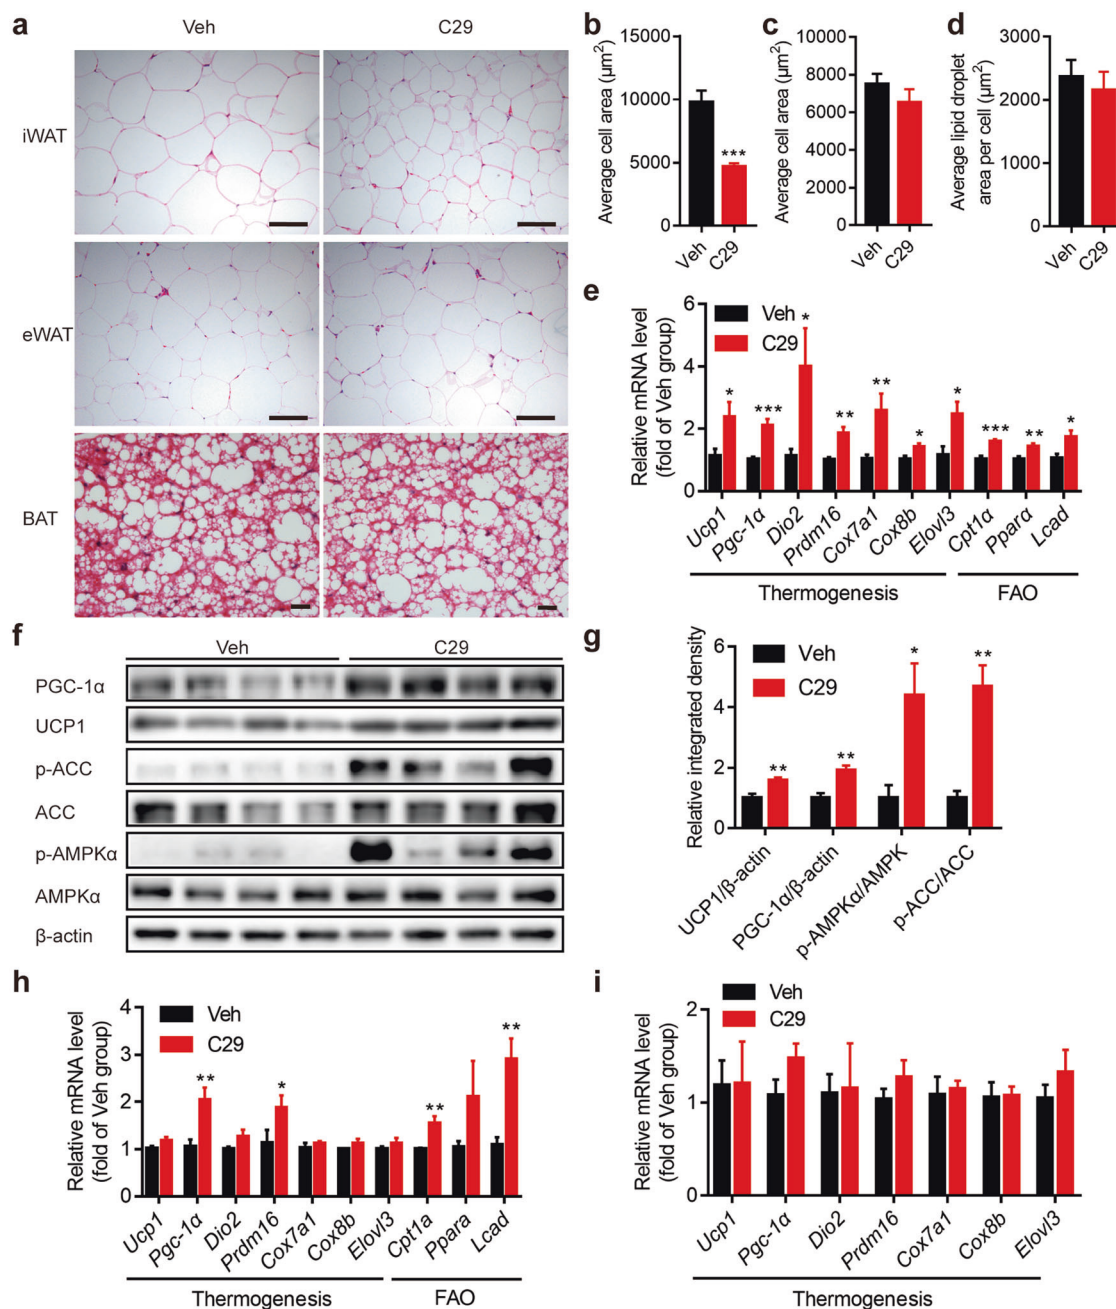 a
Veh
C29
iWAT
eWAT
BAT
b
Average cell area (µm²)
15000
10000
5000
0
***
Veh
C29
c
Average cell area (µm²)
10000
8000
6000
4000
2000
0
Veh
C29
d
Average lipid droplet
area per cell (µm²)
3000
2000
1000
0
Veh
C29
e
Relative mRNA level
(fold of Veh group)
6
4
2
0
Veh
C29
* *** * ** ** * * *** ** *
Ucp1
Pgc-1α
Dio2
Prdm16
Cox7a1
Cox8b
Elovl3
Cpt1α
Pparα
Lcad
Thermogenesis
FAO
f
Veh
C29
PGC-1α
UCP1
p-ACC
ACC
p-AMPKα
AMPKα
β-actin
g
Relative integrated density
6
4
2
0
Veh
C29
** ** * **
UCP1/β-actin
PGC-1α/β-actin
p-AMPKα/AMPK
p-ACC/ACC
h
Relative mRNA level
(fold of Veh group)
4
3
2
1
0
Veh
C29
** * ** **
Ucp1
Pgc-1α
Dio2
Prdm16
Cox7a1
Cox8b
Elovl3
Cpt1a
Ppara
Lcad
Thermogenesis
FAO
i
Relative mRNA level
(fold of Veh group)
2
1
0
Veh
C29
Ucp1
Pgc-1α
Dio2
Prdm16
Cox7a1
Cox8b
Elovl3
Thermogenesis